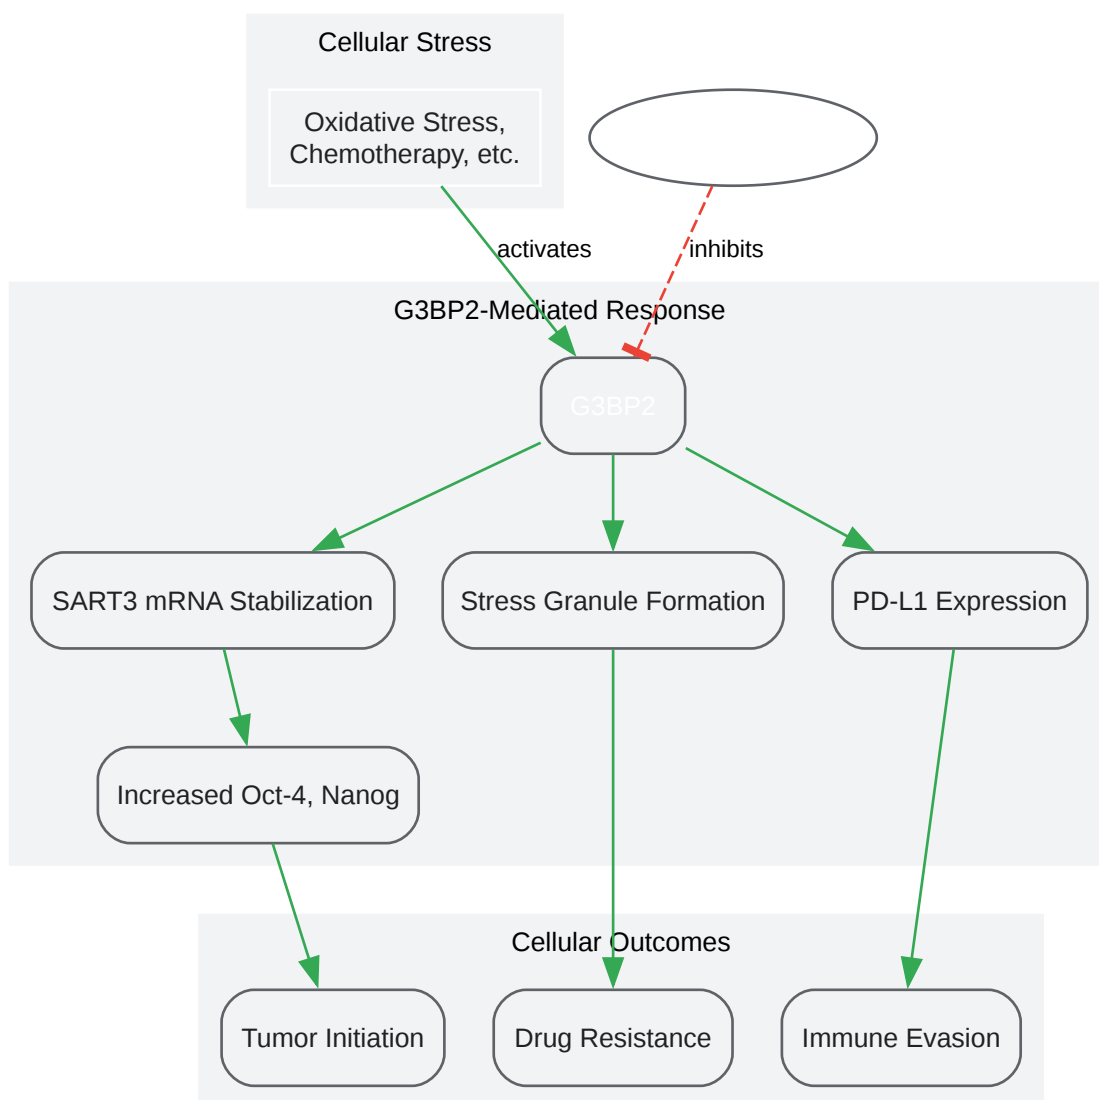 Cellular Stress
Oxidative Stress,
Chemotherapy, etc.
activates
inhibits
G3BP2-Mediated Response
G3BP2
SART3 mRNA Stabilization
Stress Granule Formation
PD-L1 Expression
Increased Oct-4, Nanog
Cellular Outcomes
Tumor Initiation
Drug Resistance
Immune Evasion